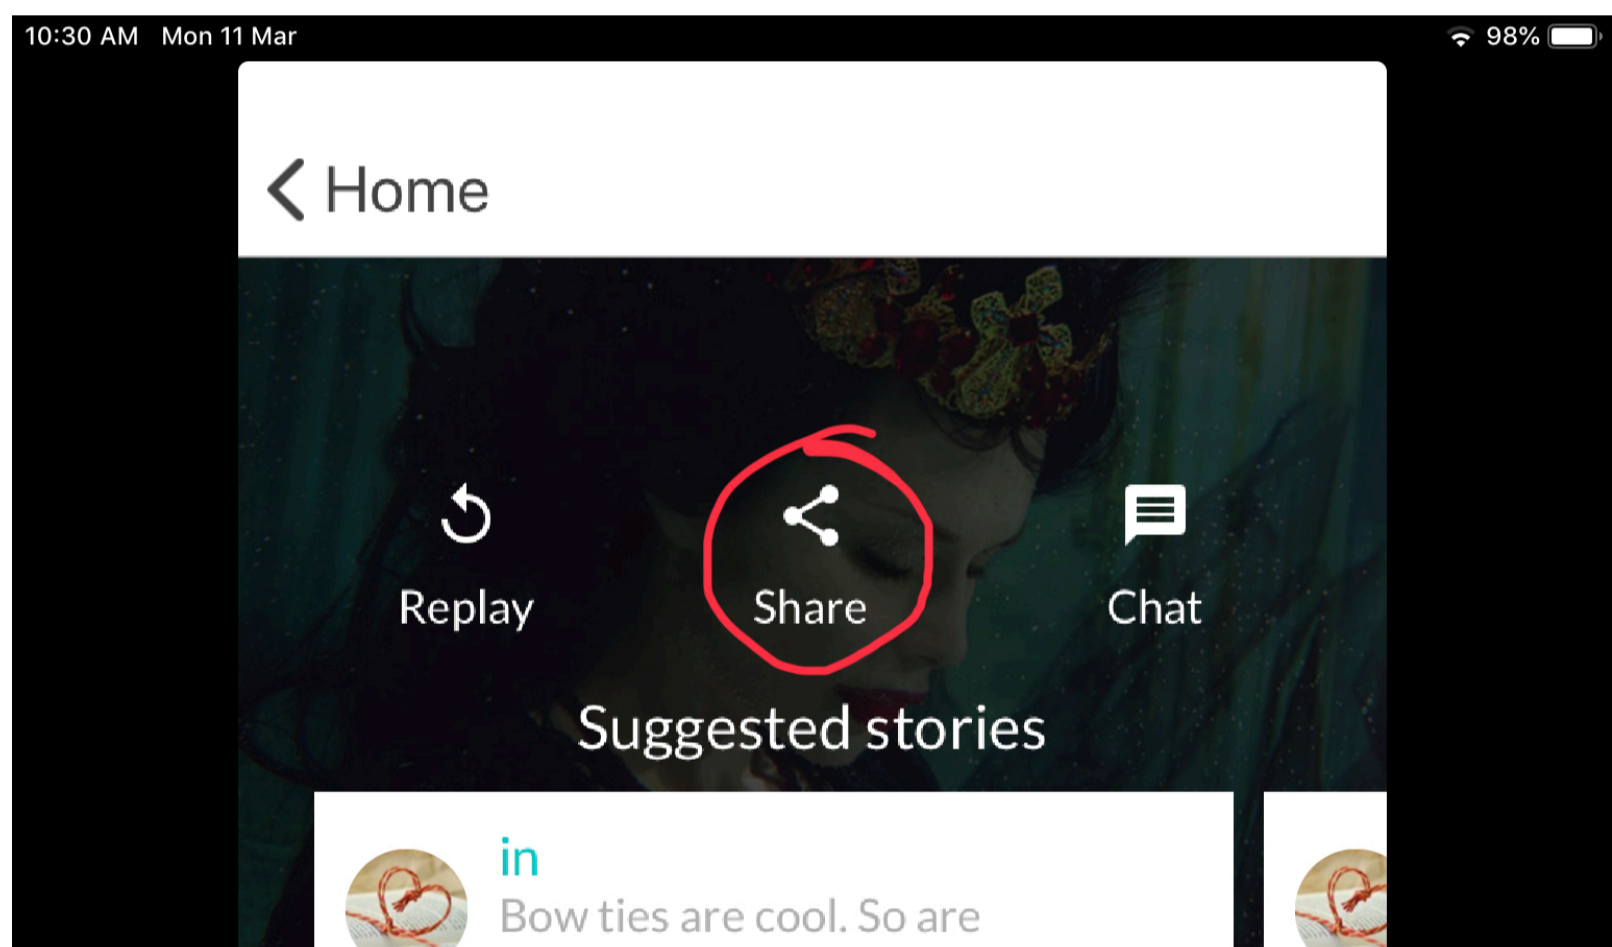 10:30 AM Mon 11 Mar 98%
Home
Replay Share Chat
Suggested stories
in
Bow ties are cool. So are